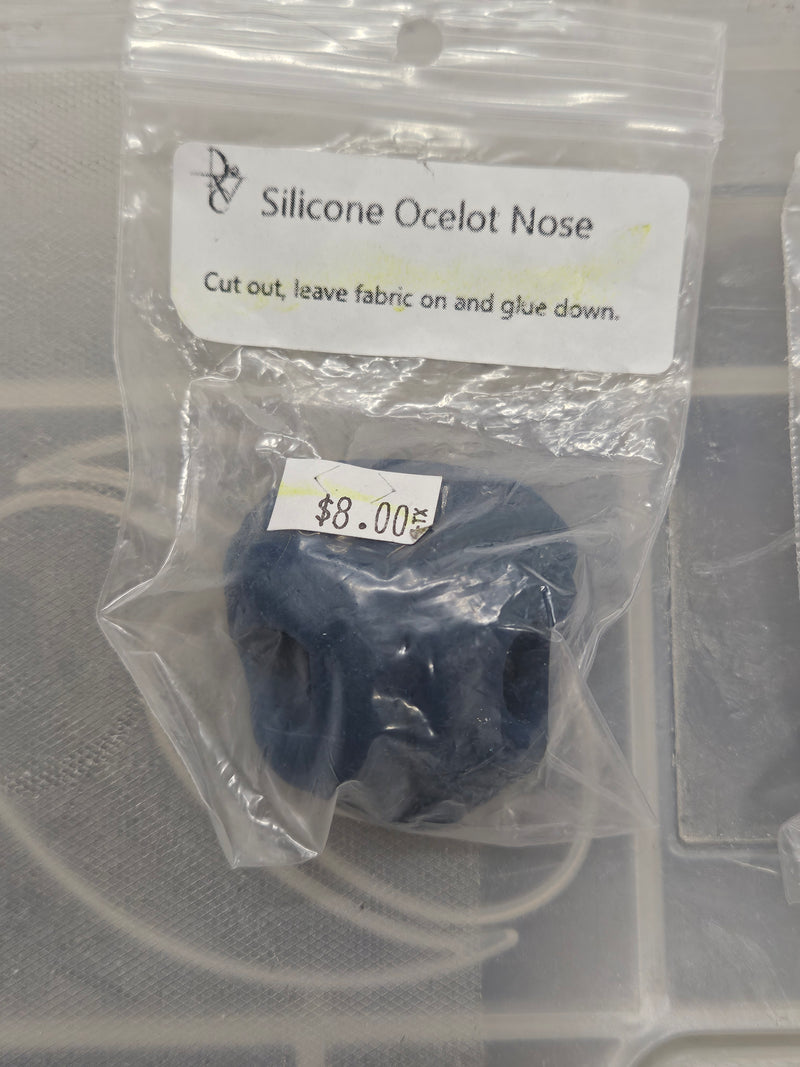 Silicone Ocelot Nose
Cut out, leave fabric on and glue down.
$8.00